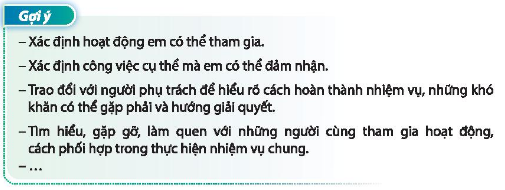 Gợi ý
– Xác định hoạt động em có thể tham gia.
– Xác định công việc cụ thể mà em có thể đảm nhận.
– Trao đổi với người phụ trách để hiểu rõ cách hoàn thành nhiệm vụ, những khó
khăn có thể gặp phải và hướng giải quyết.
– Tìm hiểu, gặp gỡ, làm quen với những người cùng tham gia hoạt động,
cách phối hợp trong thực hiện nhiệm vụ chung.
– …